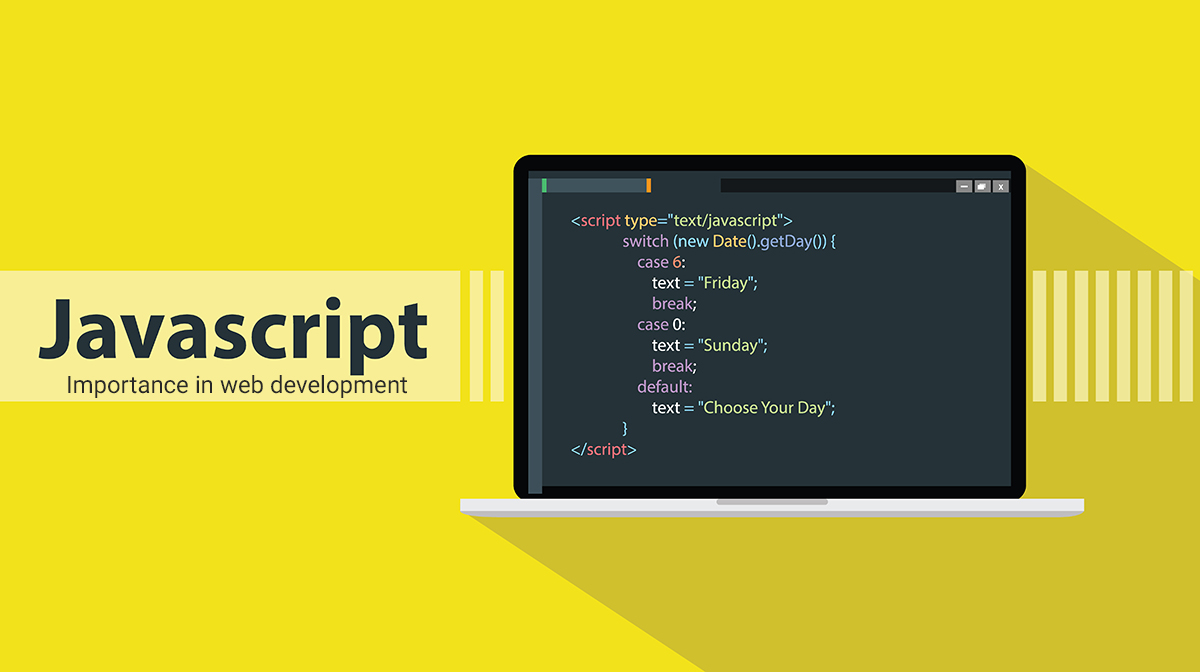 Javascript
Importance in web development
<script type="text/javascript">
switch (new Date().getDay()) {
case 6:
text = "Friday";
break;
case 0:
text = "Sunday";
break;
default:
text = "Choose Your Day";
}
</script>